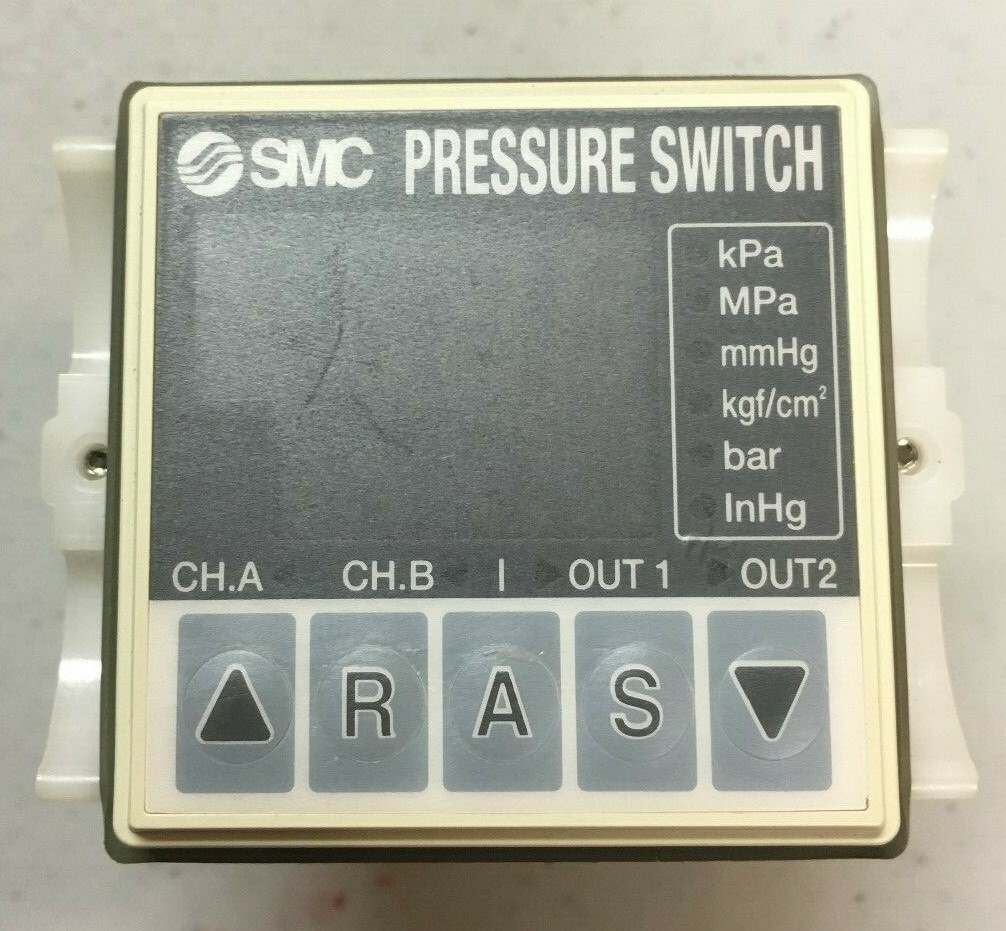 SMC PRESSURE SWITCH
kPa
MPa
mmHg
kgf/cm²
bar
InHg
CH.A CH.B | OUT 1 OUT2
▲ R A S ▼